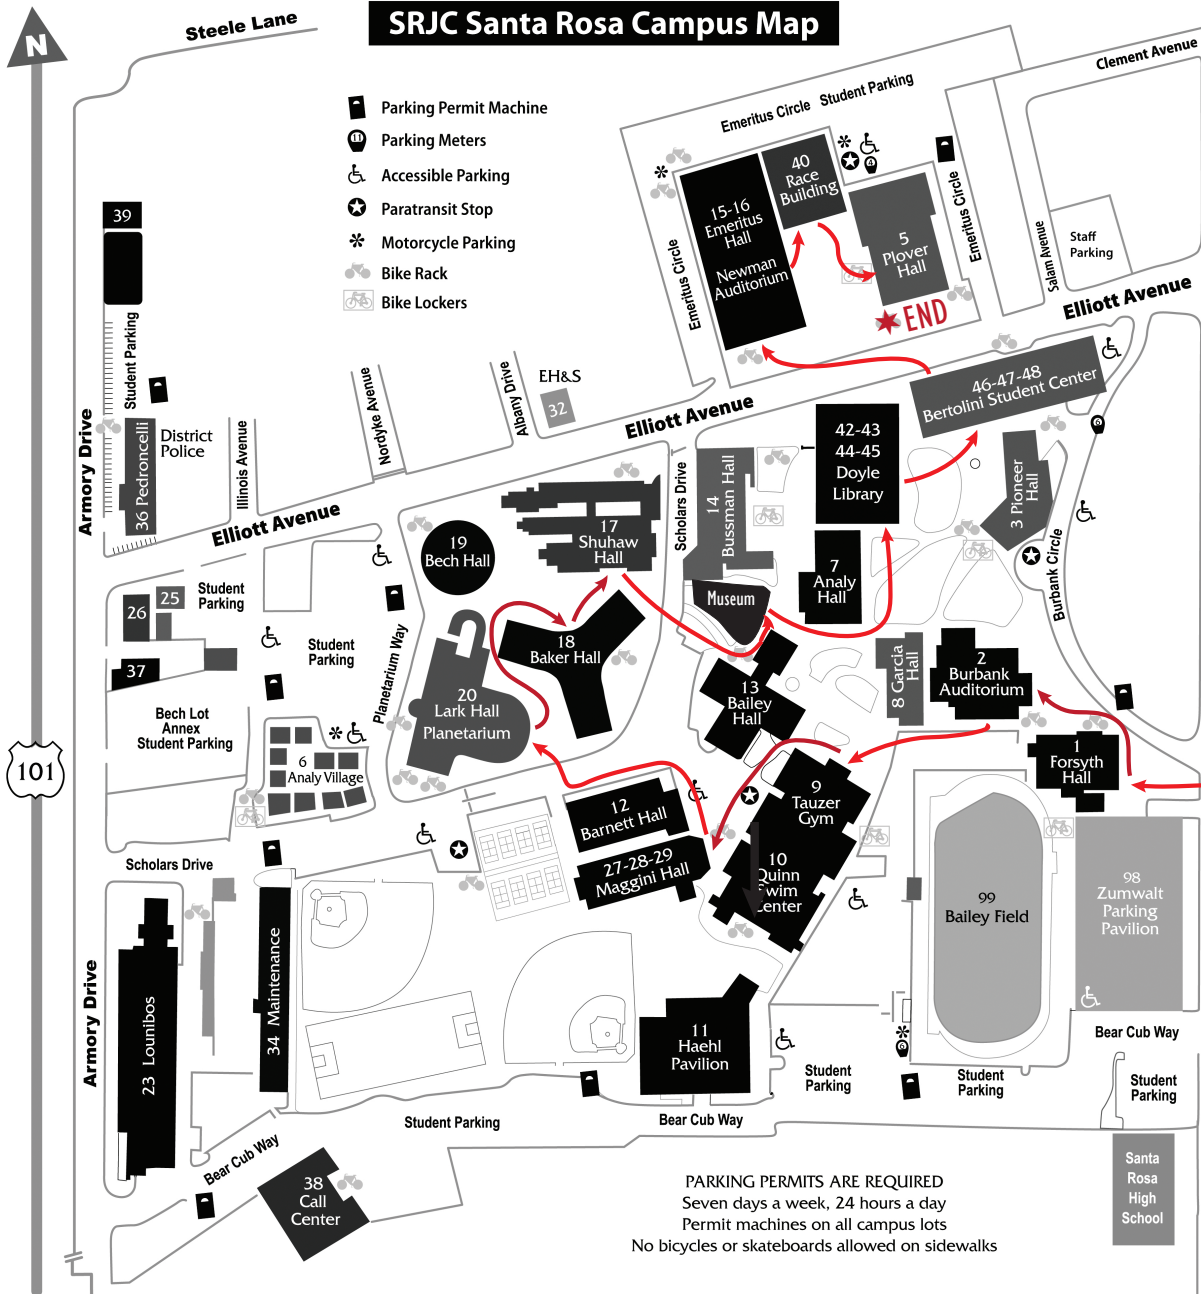 SRJC Santa Rosa Campus Map
N
Steele Lane
Clement Avenue
Parking Permit Machine
11
Parking Meters
Accessible Parking
Paratransit Stop
Motorcycle Parking
Bike Rack
Bike Lockers
Emeritus Circle Student Parking
40
Race
Building
15-16
Emeritus
Hall
Newman
Auditorium
5
Plover
Hall
Emeritus Circle
Emeritus Circle
Salam Avenue
Staff
Parking
END
Elliott Avenue
39
Student Parking
Armory Drive
36 Pedroncelli
District
Police
Illinois Avenue
Nordyke Avenue
Albany Drive
EH&S
32
Elliott Avenue
46-47-48
Bertolini Student Center
42-43
44-45
Doyle
Library
Elliott Avenue
Scholars Drive
14
Bussman Hall
3 Pioneer
Hall
Burbank Circle
17
Shuhaw
Hall
19
Bech Hall
7
Analy
Hall
Museum
25
26
37
Student
Parking
Student
Parking
Planetarium Way
18
Baker Hall
20
Lark Hall
Planetarium
13
Bailey
Hall
8 Garcia
Hall
2
Burbank
Auditorium
Bech Lot
Annex
Student Parking
101
6
Analy Village
1
Forsyth
Hall
9
Tauzer
Gym
12
Barnett Hall
27-28-29
Maggini Hall
10
Quinn
Swim
Center
Scholars Drive
99
Bailey Field
98
Zumwalt
Parking
Pavilion
Armory Drive
23 Lounibos
34 Maintenance
11
Haehl
Pavilion
Student
Parking
Student
Parking
Bear Cub Way
Student
Parking
Student Parking
Bear Cub Way
Bear Cub Way
38
Call
Center
Santa
Rosa
High
School
PARKING PERMITS ARE REQUIRED
Seven days a week, 24 hours a day
Permit machines on all campus lots
No bicycles or skateboards allowed on sidewalks